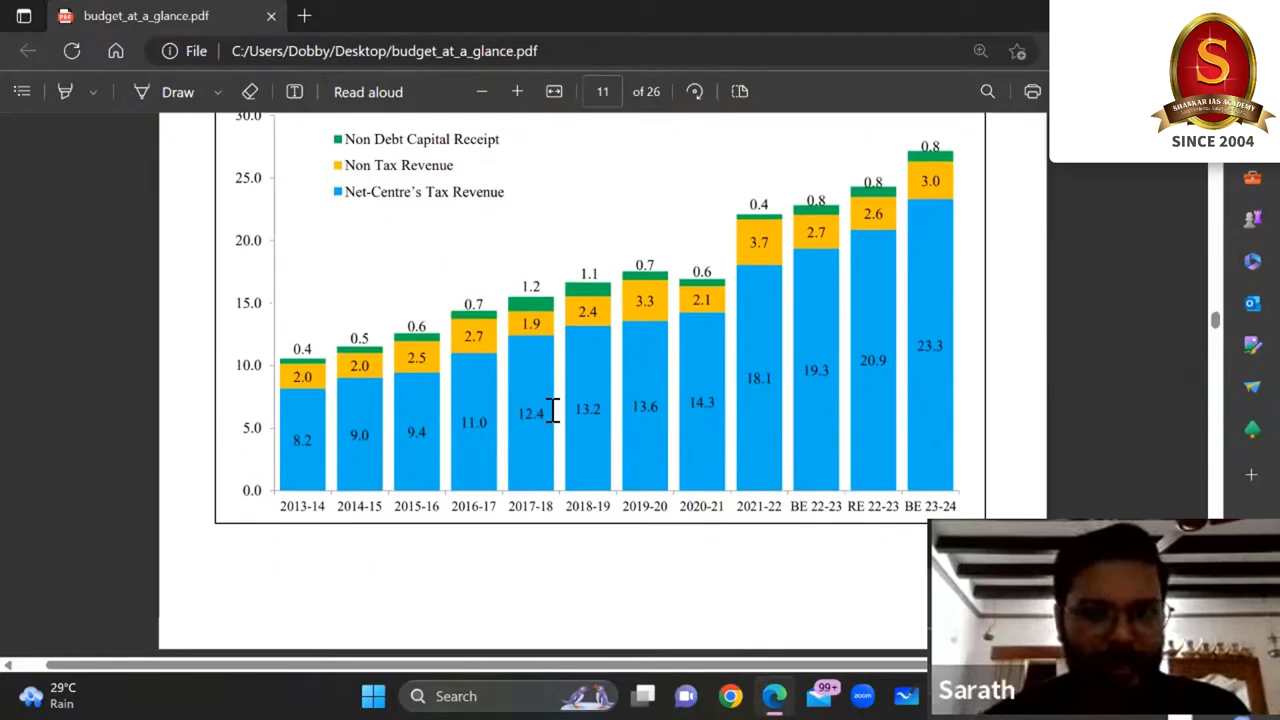 budget_at_a_glance.pdf
File C:/Users/Dobby/Desktop/budget_at_a_glance.pdf
Draw Read aloud 11 of 26
S
SHANKAR IAS ACADEMY
SINCE 2004
Non Debt Capital Receipt
Non Tax Revenue
Net-Centre's Tax Revenue
30.0
25.0
20.0
15.0
10.0
5.0
0.0
0.4 0.5 0.6 0.7 1.2 1.1 0.7 0.6 0.4 0.8 0.8 0.8
2.0 2.0 2.5 2.7 1.9 2.4 3.3 2.1 3.7 2.7 2.6 3.0
8.2 9.0 9.4 11.0 12.4 13.2 13.6 14.3 18.1 19.3 20.9 23.3
2013-14 2014-15 2015-16 2016-17 2017-18 2018-19 2019-20 2020-21 2021-22 BE 22-23 RE 22-23 BE 23-24
Sarath
29°C
Rain
Search
99+
zoom